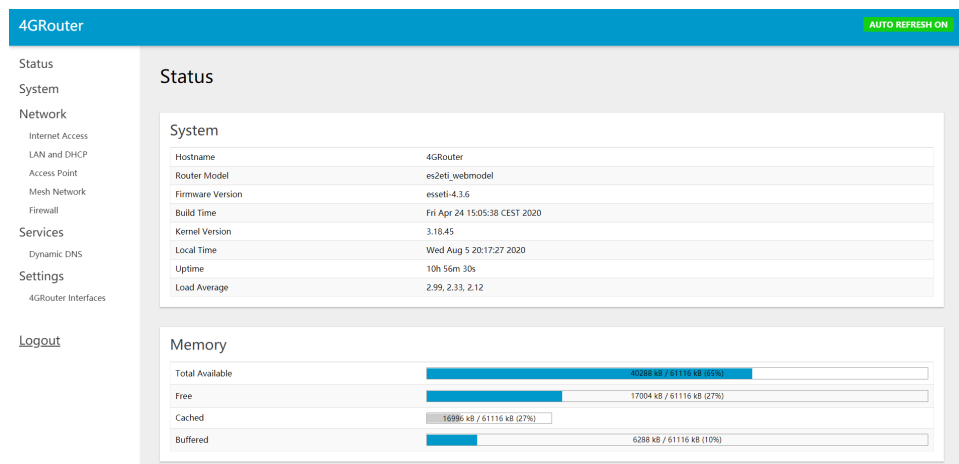 4GRouter
AUTO REFRESH ON
Status
System
Network
Internet Access
LAN and DHCP
Access Point
Mesh Network
Firewall
Services
Dynamic DNS
Settings
4GRouter Interfaces
Logout
Status
System
Hostname 4GRouter
Router Model es2eti_webmodel
Firmware Version esseti-4.3.6
Build Time Fri Apr 24 15:05:38 CEST 2020
Kernel Version 3.18.45
Local Time Wed Aug 5 20:17:27 2020
Uptime 10h 56m 30s
Load Average 2.99, 2.33, 2.12
Memory
Total Available 40288 kB / 61116 kB (65%)
Free 17004 kB / 61116 kB (27%)
Cached 16996 kB / 61116 kB (27%)
Buffered 6288 kB / 61116 kB (10%)